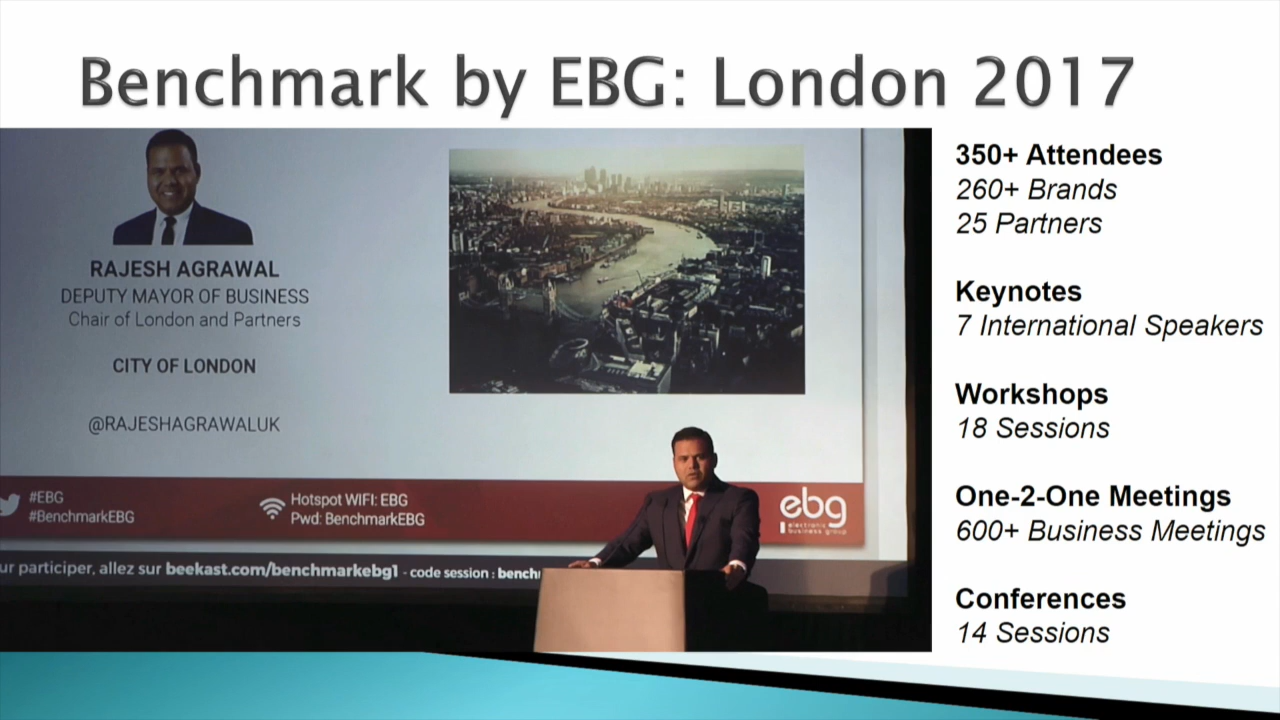 Benchmark by EBG: London 2017
RAJESH AGRAWAL
DEPUTY MAYOR OF BUSINESS
Chair of London and Partners
CITY OF LONDON
@RAJESHAGRAWALUK
#EBG
#BenchmarkEBG
Hotspot WIFI: EBG
Pwd: BenchmarkEBG
ebg
electronic
business group
ur participer, allez sur beekast.com/benchmarkebg1 - code session : bench
350+ Attendees
260+ Brands
25 Partners
Keynotes
7 International Speakers
Workshops
18 Sessions
One-2-One Meetings
600+ Business Meetings
Conferences
14 Sessions